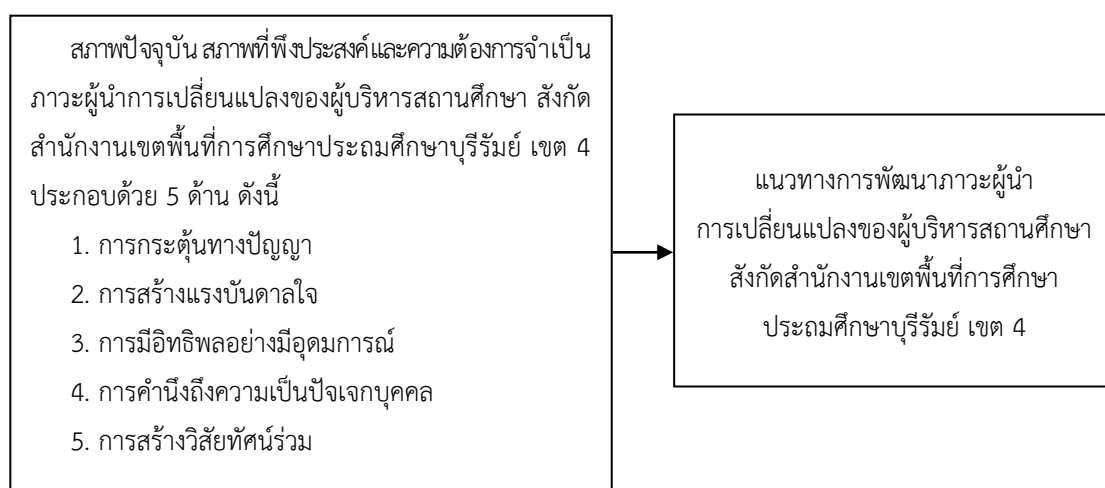 สภาพปัจจุบัน สภาพที่พึงประสงค์และความต้องการจำเป็น
ภาวะผู้นำการเปลี่ยนแปลงของผู้บริหารสถานศึกษา สังกัด
สำนักงานเขตพื้นที่การศึกษาประถมศึกษาบุรีรัมย์ เขต 4
ประกอบด้วย 5 ด้าน ดังนี้
1. การกระตุ้นทางปัญญา
2. การสร้างแรงบันดาลใจ
3. การมีอิทธิพลอย่างมีอุดมการณ์
4. การคำนึงถึงความเป็นปัจเจกบุคคล
5. การสร้างวิสัยทัศน์ร่วม
แนวทางการพัฒนาภาวะผู้นำ
การเปลี่ยนแปลงของผู้บริหารสถานศึกษา
สังกัดสำนักงานเขตพื้นที่การศึกษา
ประถมศึกษาบุรีรัมย์ เขต 4